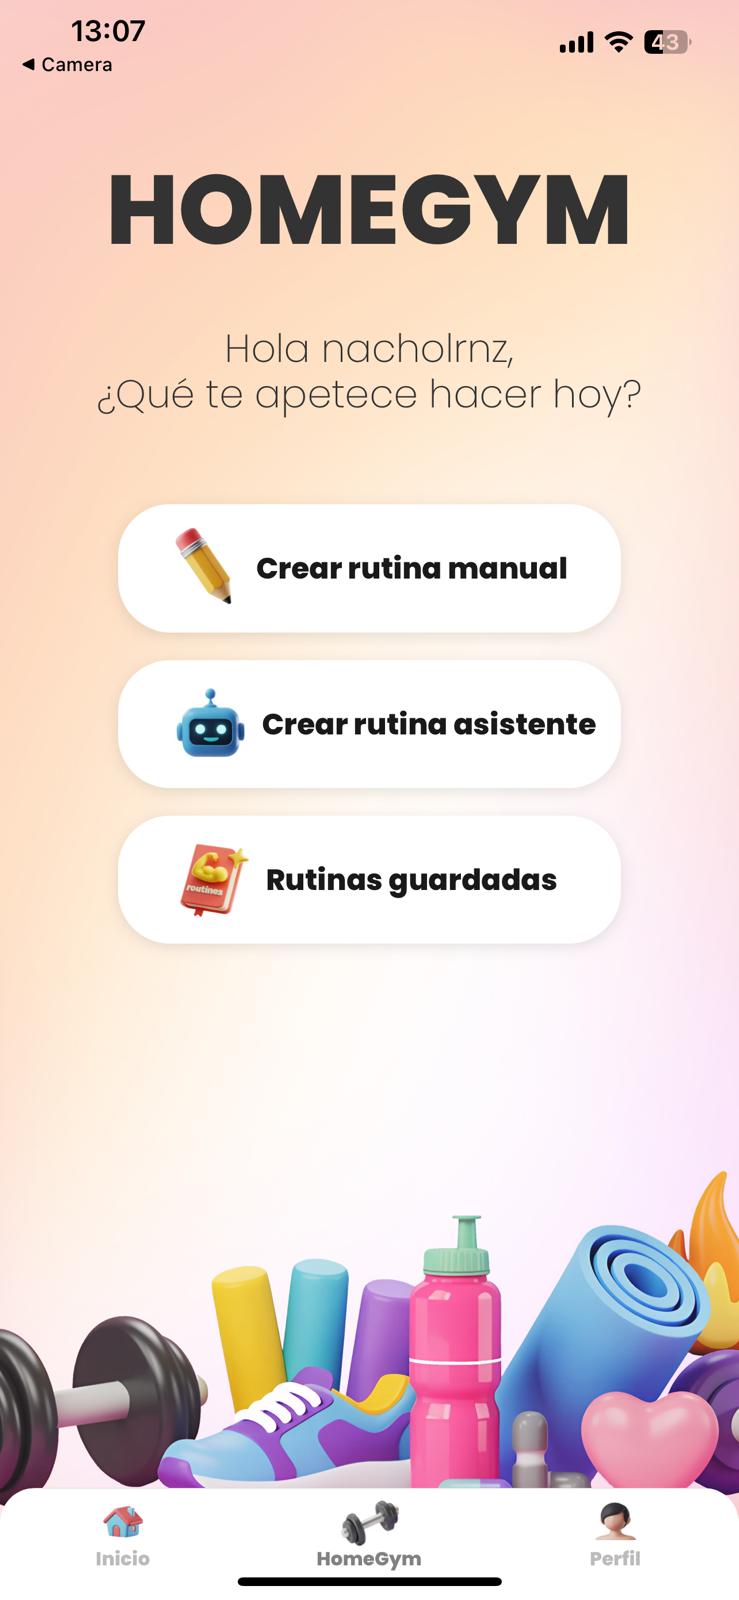 13:07
◀ Camera
43
HOMEGYM
Hola nacholrnz,
¿Qué te apetece hacer hoy?
Crear rutina manual
Crear rutina asistente
routines
Rutinas guardadas
Inicio
HomeGym
Perfil